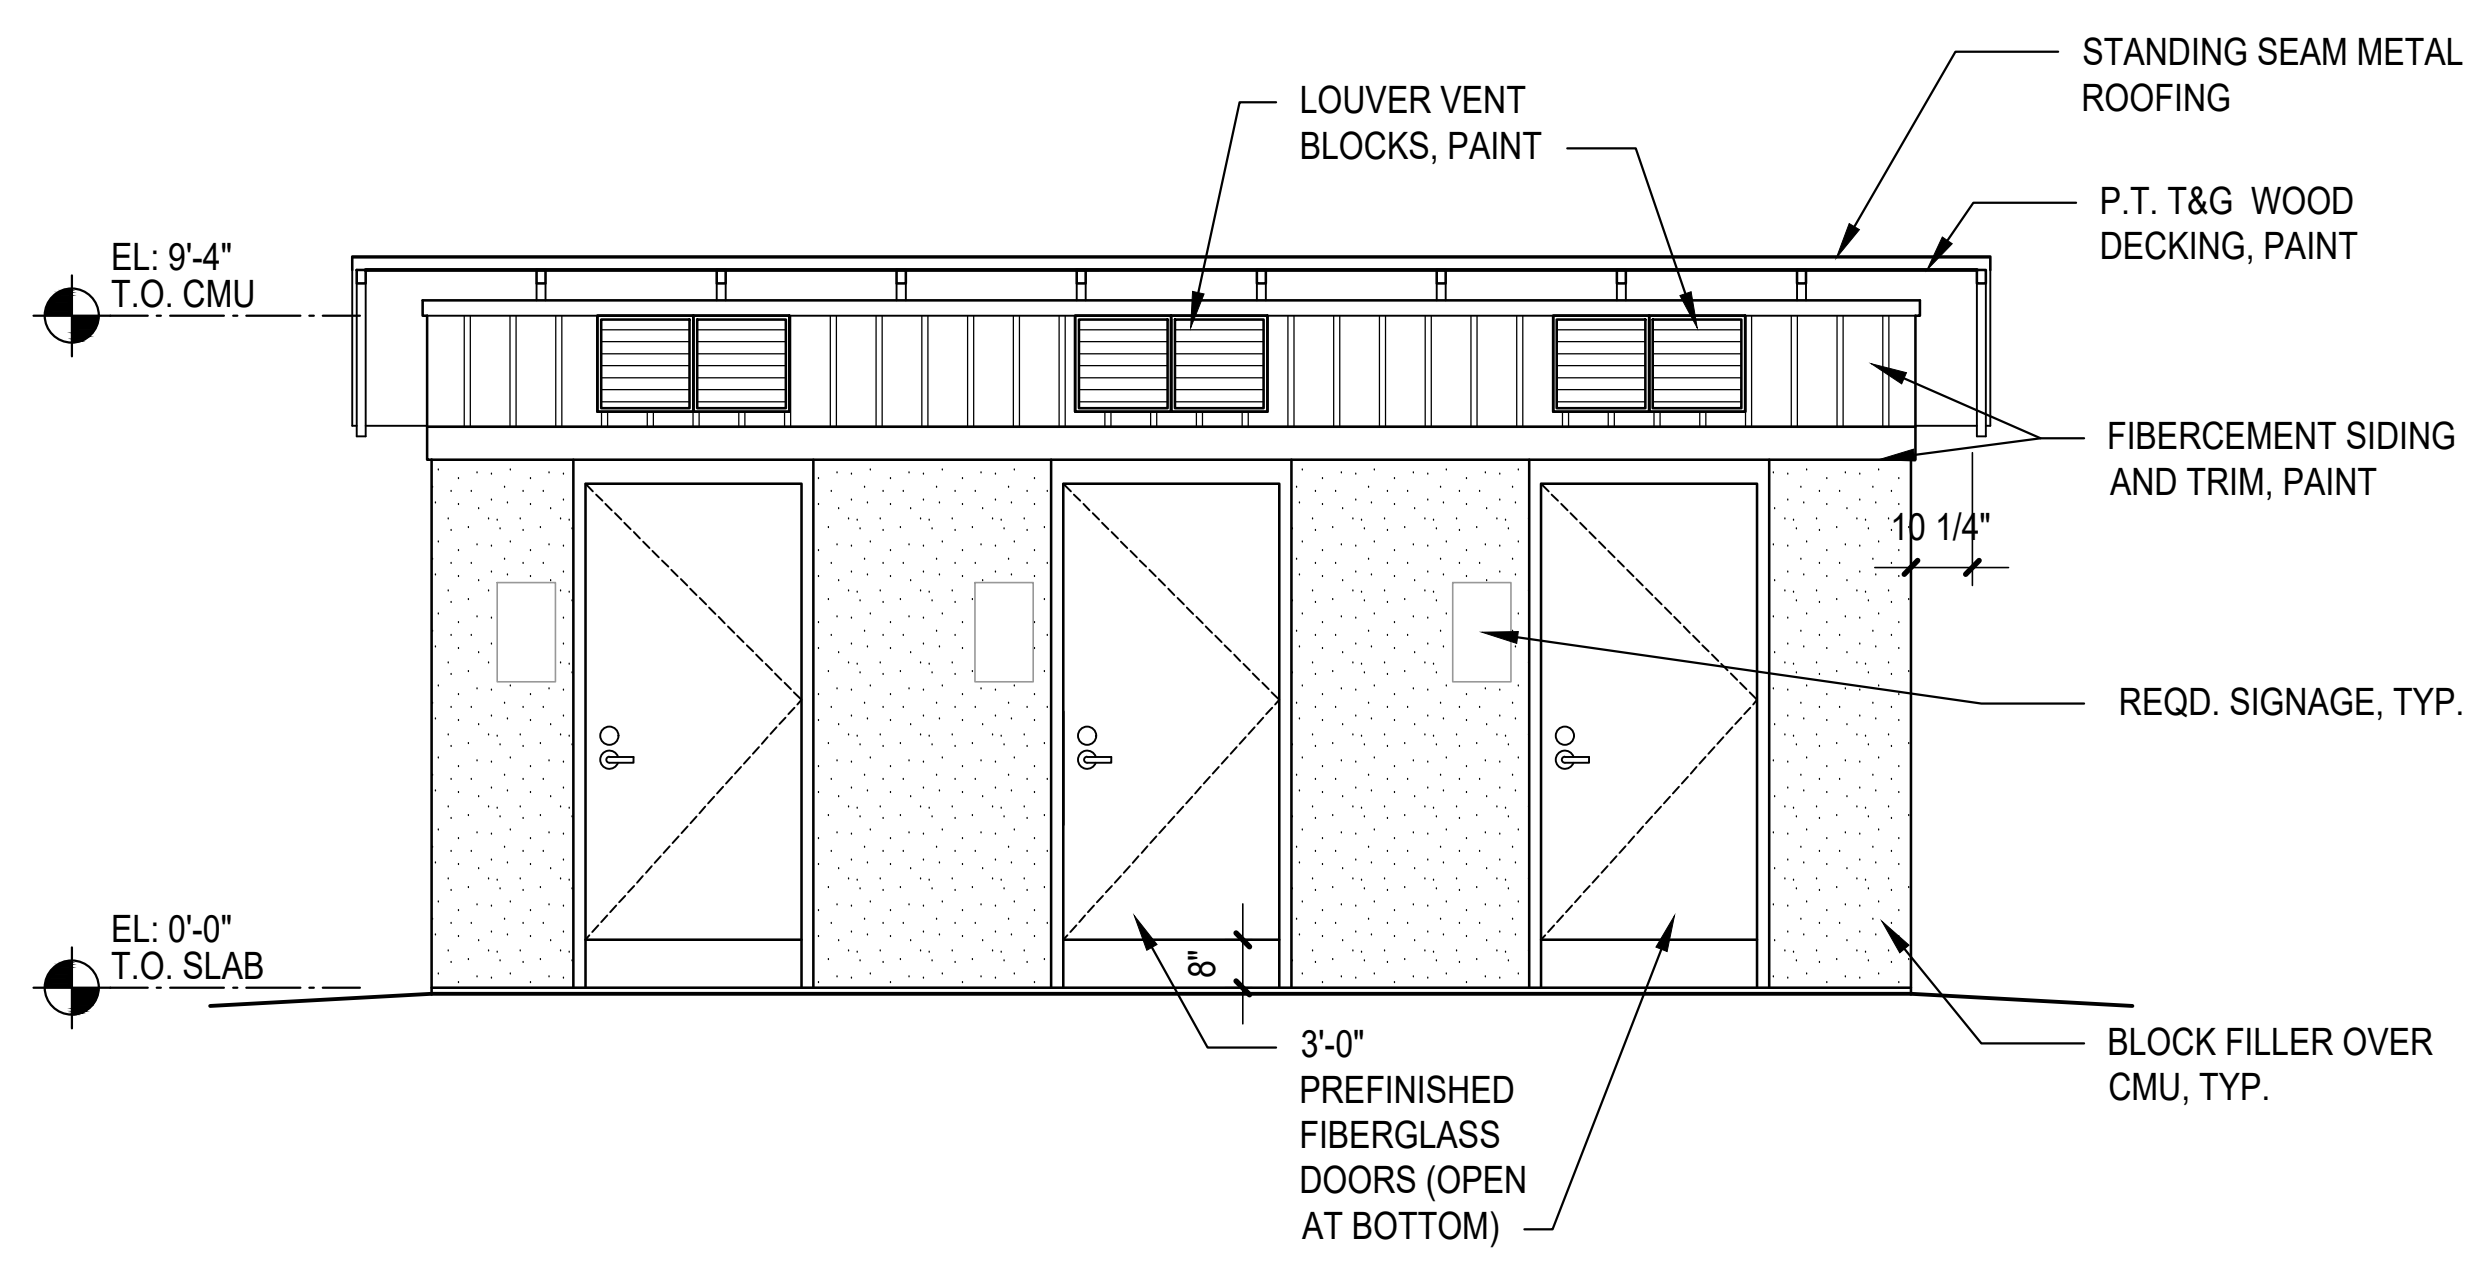 STANDING SEAM METAL
ROOFING
LOUVER VENT
BLOCKS, PAINT
P.T. T&G  WOOD
DECKING, PAINT
EL: 9'-4"
T.O. CMU
FIBERCEMENT SIDING
AND TRIM, PAINT
10 1/4"
REQD. SIGNAGE, TYP.
EL: 0'-0"
T.O. SLAB
8"
3'-0"
PREFINISHED
FIBERGLASS
DOORS (OPEN
AT BOTTOM)
BLOCK FILLER OVER
CMU, TYP.